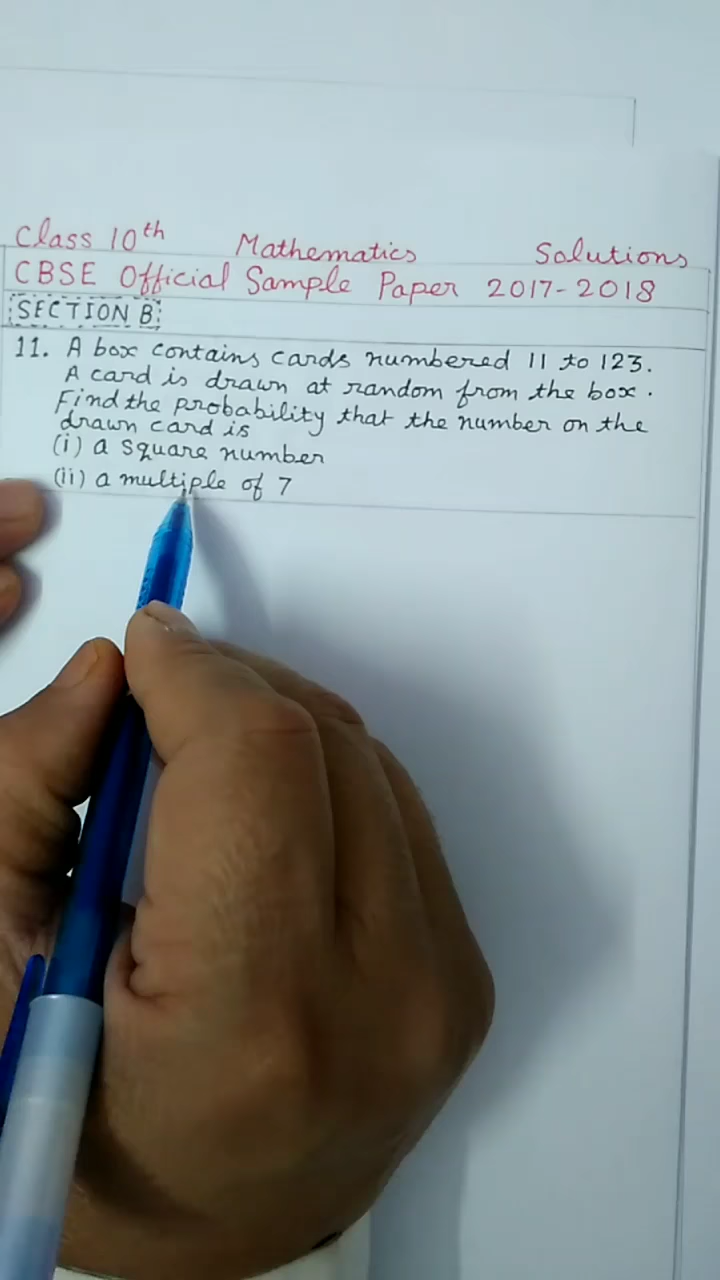 Class 10th Mathematics Solutions
CBSE Official Sample Paper 2017-2018
SECTION B:
11. A box contains cards numbered 11 to 123.
A card is drawn at random from the box.
Find the probability that the number on the
drawn card is
(i) a square number
(ii) a multiple of 7